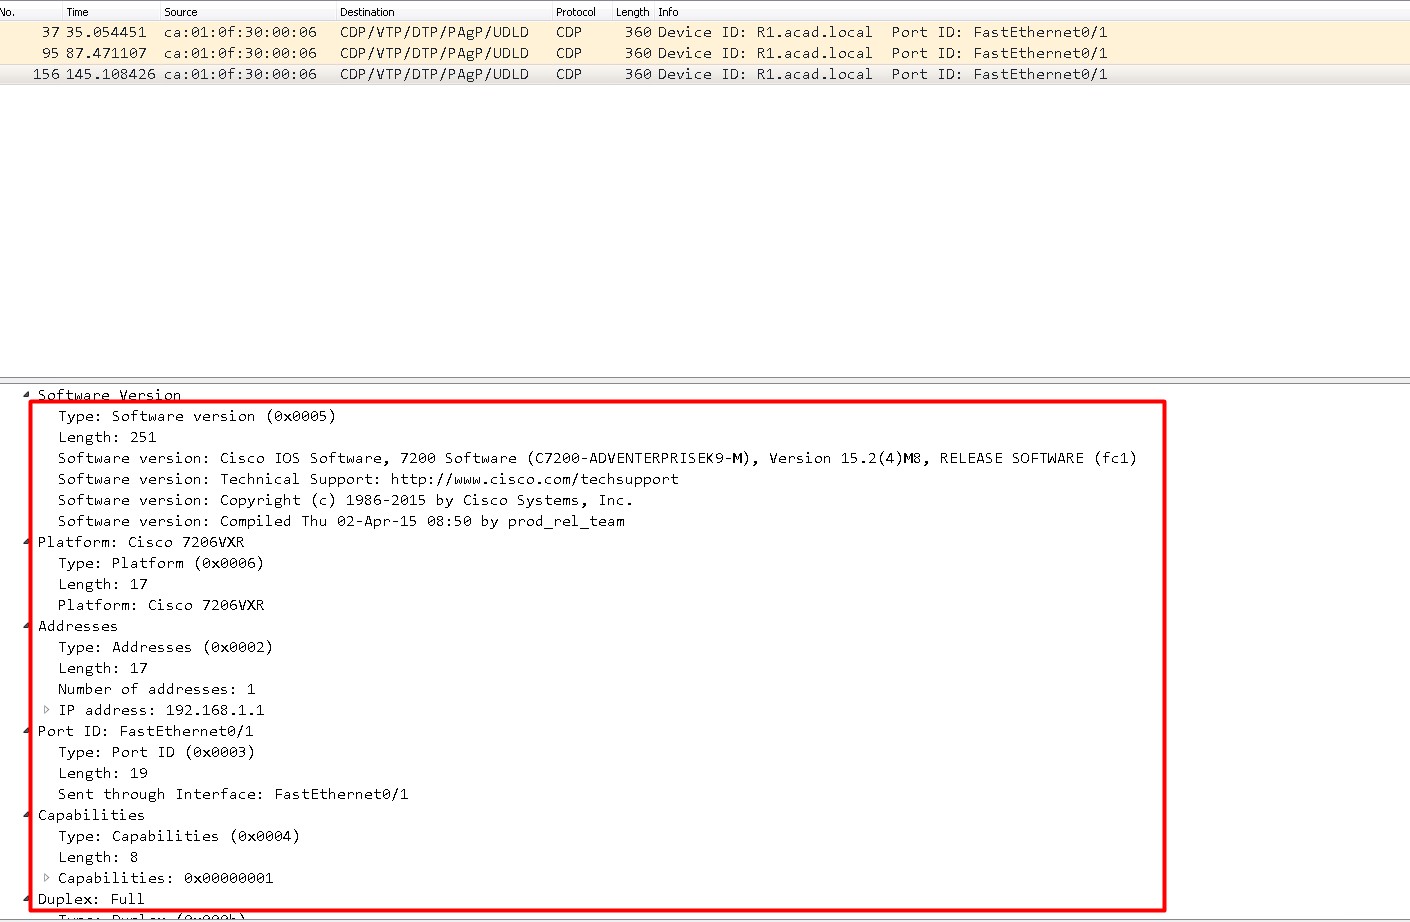 No. Time Source Destination Protocol Length Info
37 35.054451 ca:01:0f:30:00:06 CDP/VTP/DTP/PAgP/UDLD CDP 360 Device ID: R1.acad.local Port ID: FastEthernet0/1
95 87.471107 ca:01:0f:30:00:06 CDP/VTP/DTP/PAgP/UDLD CDP 360 Device ID: R1.acad.local Port ID: FastEthernet0/1
156 145.108426 ca:01:0f:30:00:06 CDP/VTP/DTP/PAgP/UDLD CDP 360 Device ID: R1.acad.local Port ID: FastEthernet0/1
Software Version
Type: Software version (0x0005)
Length: 251
Software version: Cisco IOS Software, 7200 Software (C7200-ADVENTERPRISEK9-M), Version 15.2(4)M8, RELEASE SOFTWARE (fc1)
Software version: Technical Support: http://www.cisco.com/techsupport
Software version: Copyright (c) 1986-2015 by Cisco Systems, Inc.
Software version: Compiled Thu 02-Apr-15 08:50 by prod_rel_team
Platform: Cisco 7206VXR
Type: Platform (0x0006)
Length: 17
Platform: Cisco 7206VXR
Addresses
Type: Addresses (0x0002)
Length: 17
Number of addresses: 1
IP address: 192.168.1.1
Port ID: FastEthernet0/1
Type: Port ID (0x0003)
Length: 19
Sent through Interface: FastEthernet0/1
Capabilities
Type: Capabilities (0x0004)
Length: 8
Capabilities: 0x00000001
Duplex: Full
Type: Duplex (0x000b)